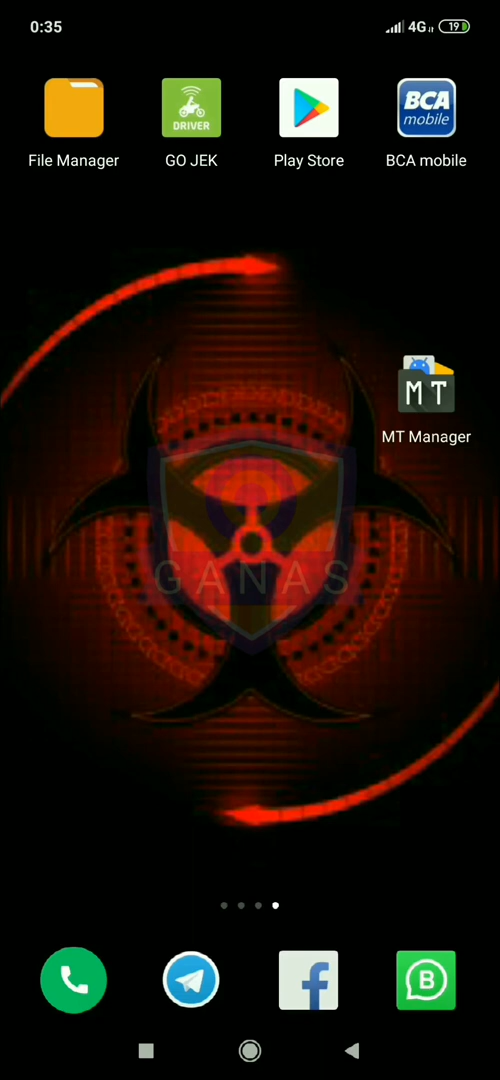 0:35
4G
19
DRIVER
BCA
mobile
File Manager
GO JEK
Play Store
BCA mobile
MT
MT Manager
GANAS
B